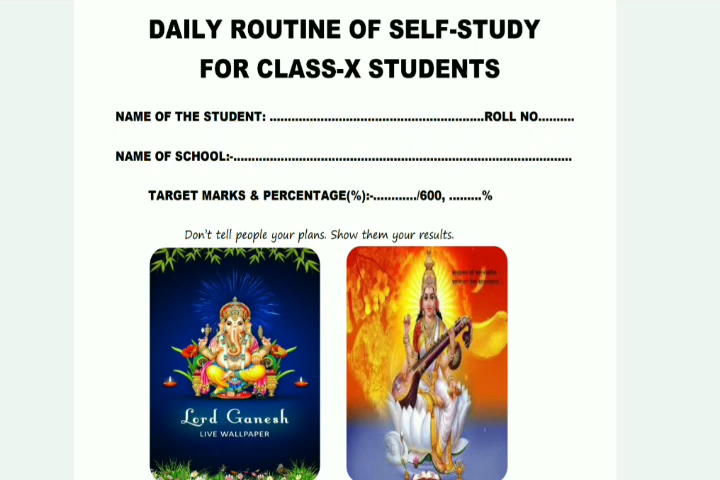 DAILY ROUTINE OF SELF-STUDY
FOR CLASS-X STUDENTS
NAME OF THE STUDENT: ...........................................................ROLL NO..........
NAME OF SCHOOL:-.............................................................................................
TARGET MARKS & PERCENTAGE(%):-............/600, .........%
Don't tell people your plans. Show them your results.
Lord Ganesh
LIVE WALLPAPER